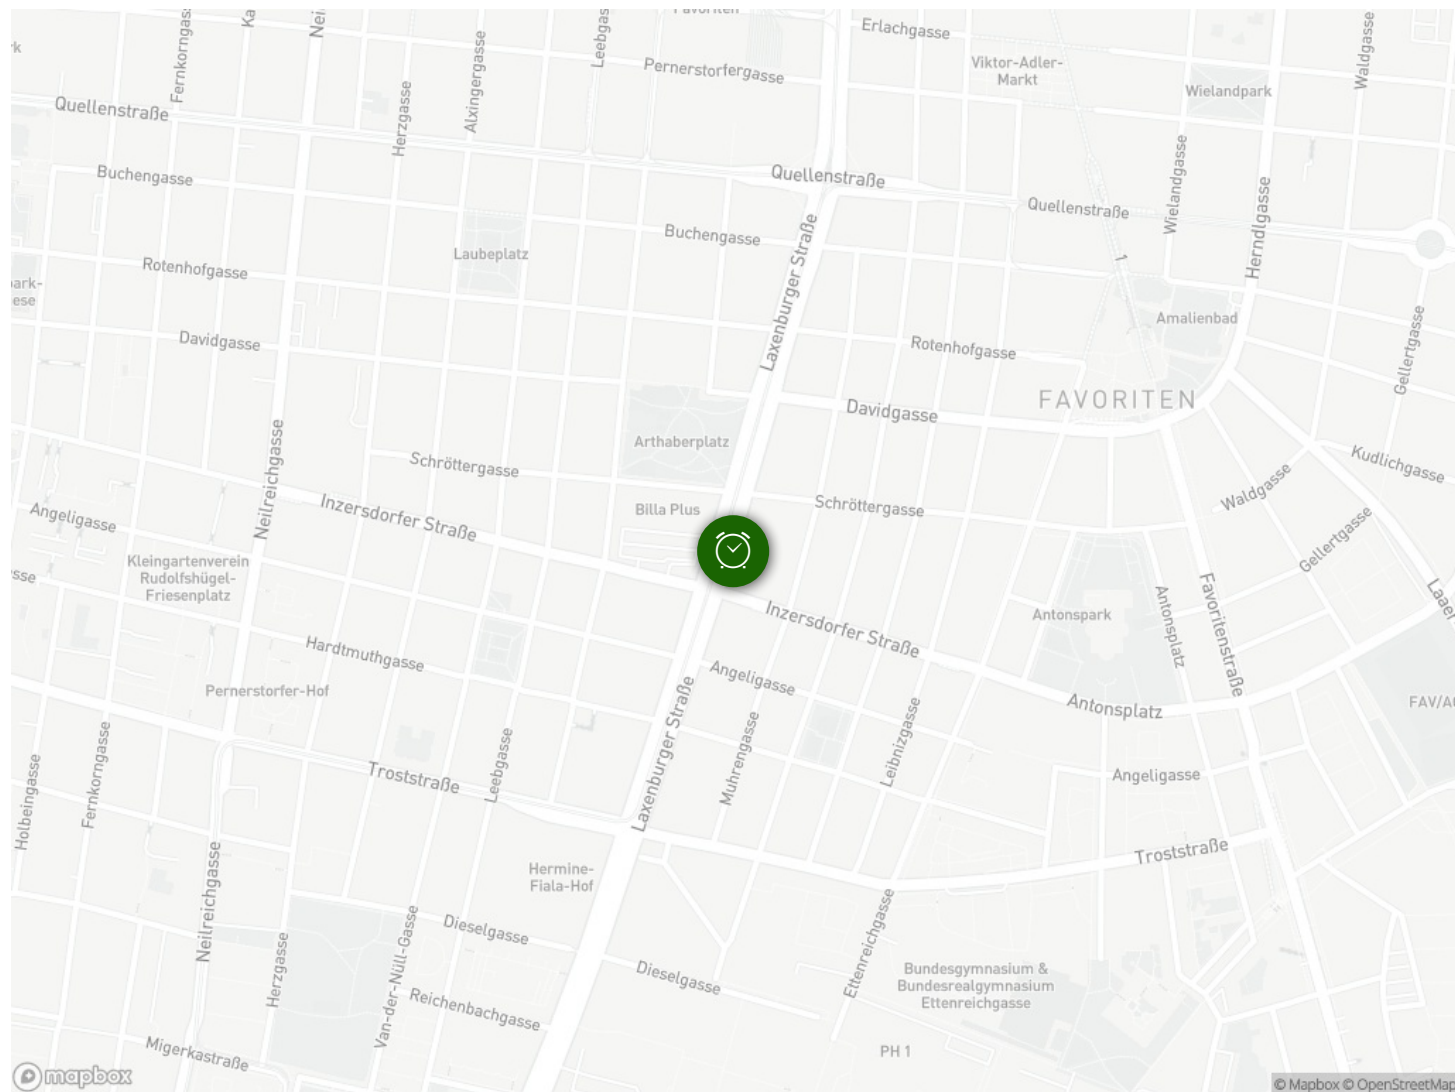 Favoriten
Erlachgasse
Viktor-Adler-
Markt
Waldgasse
Fernkorngasse
Alxingergasse
Leebgasse
Pernerstorfergasse
Wielandpark
Herzgasse
Quellenstraße
Buchengasse
Quellenstraße
Quellenstraße
Wielandgasse
Herndlgasse
Laubeplatz
Buchengasse
Laxenburger Straße
1
Rotenhofgasse
Amalienbad
Gellertgasse
Davidgasse
Rotenhofgasse
FAVORITEN
Davidgasse
Arthaberplatz
Schröttergasse
Neilreichgasse
Kudlichgasse
Waldgasse
Inzersdorfer Straße
Billa Plus
Schröttergasse
Angeligasse
Gellertgasse
Kleingartenverein
Rudolfshügel-
Friesenplatz
Inzersdorfer Straße
Antonspark
Antonsplatz
Favoritenstraße
Laaer
Hardtmuthgasse
Angeligasse
Pernerstorfer-Hof
Antonsplatz
Laxenburger Straße
Muhrengasse
Leibnizgasse
Leebgasse
Troststraße
Angeligasse
Holbeingasse
Fernkorngasse
Troststraße
Hermine-
Fiala-Hof
Neilreichgasse
Herzgasse
Van-der-Nüll-Gasse
Dieselgasse
Dieselgasse
Ettenreichgasse
Bundesgymnasium &
Bundesrealgymnasium
Ettenreichgasse
Reichenbachgasse
Migerkastraße
PH 1
mapbox
© Mapbox © OpenStreetMap